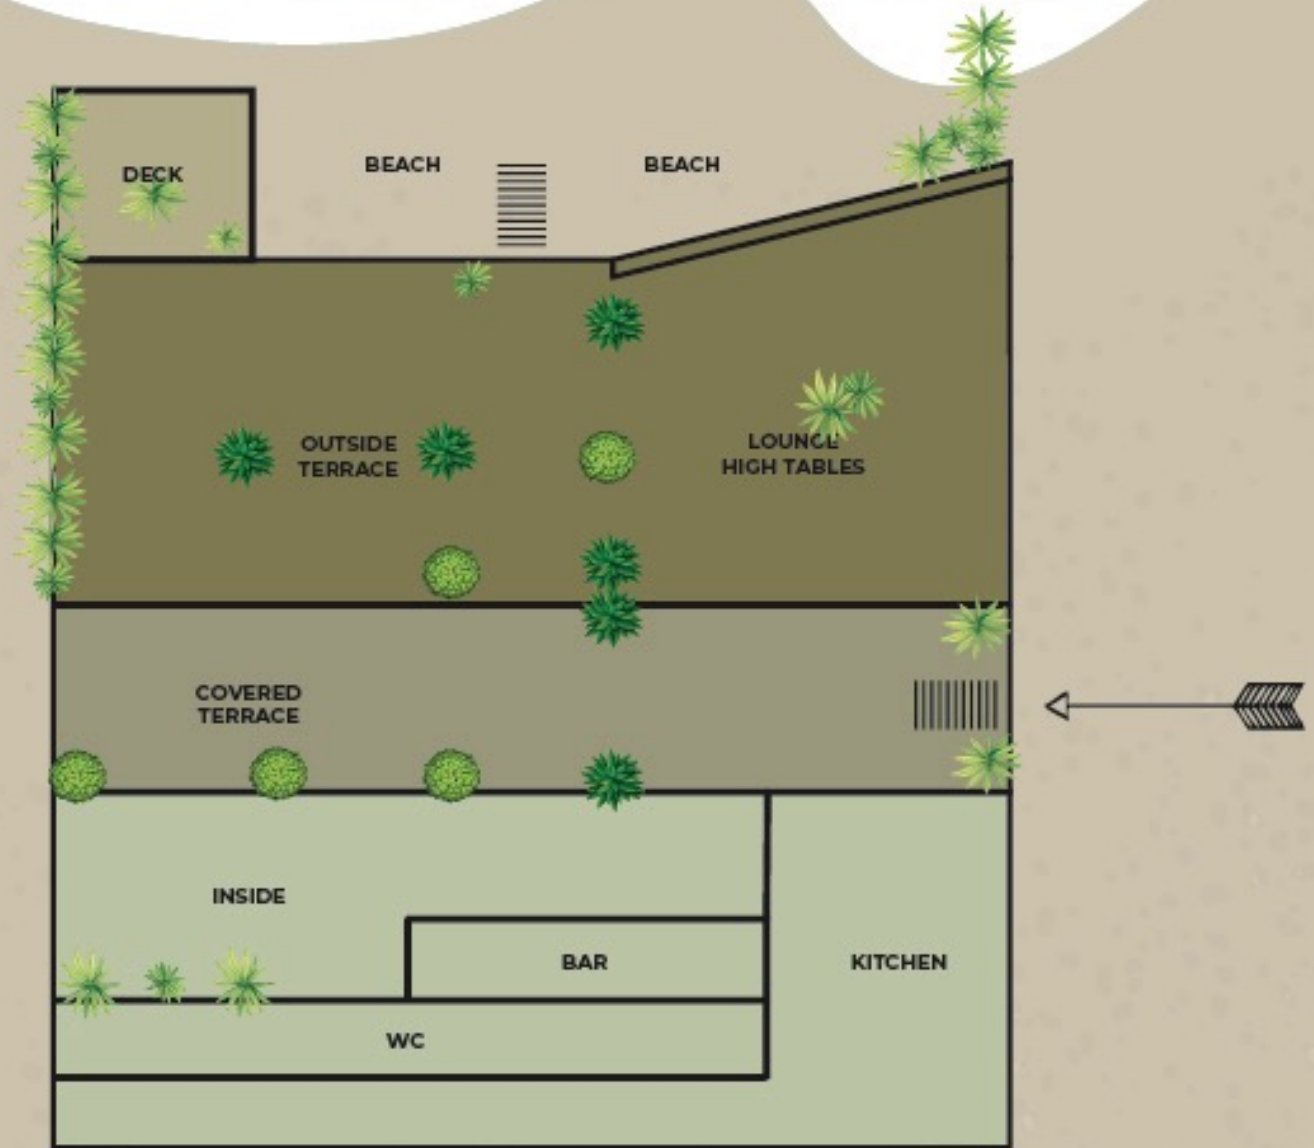 DECK
BEACH
BEACH
OUTSIDE
TERRACE
LOUNGE
HIGH TABLES
COVERED
TERRACE
INSIDE
BAR
KITCHEN
WC